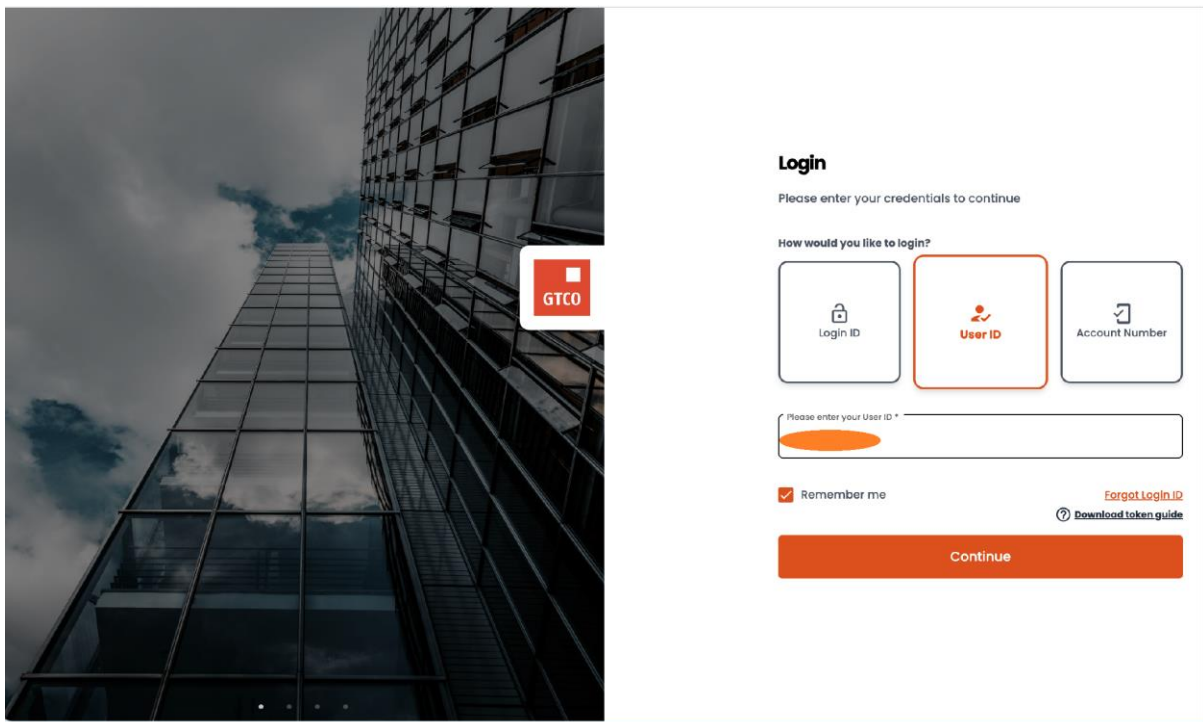 GTCO
Login
Please enter your credentials to continue
How would you like to login?
Login ID
User ID
Account Number
Please enter your User ID *
Remember me
Forgot Login ID
Download token guide
Continue